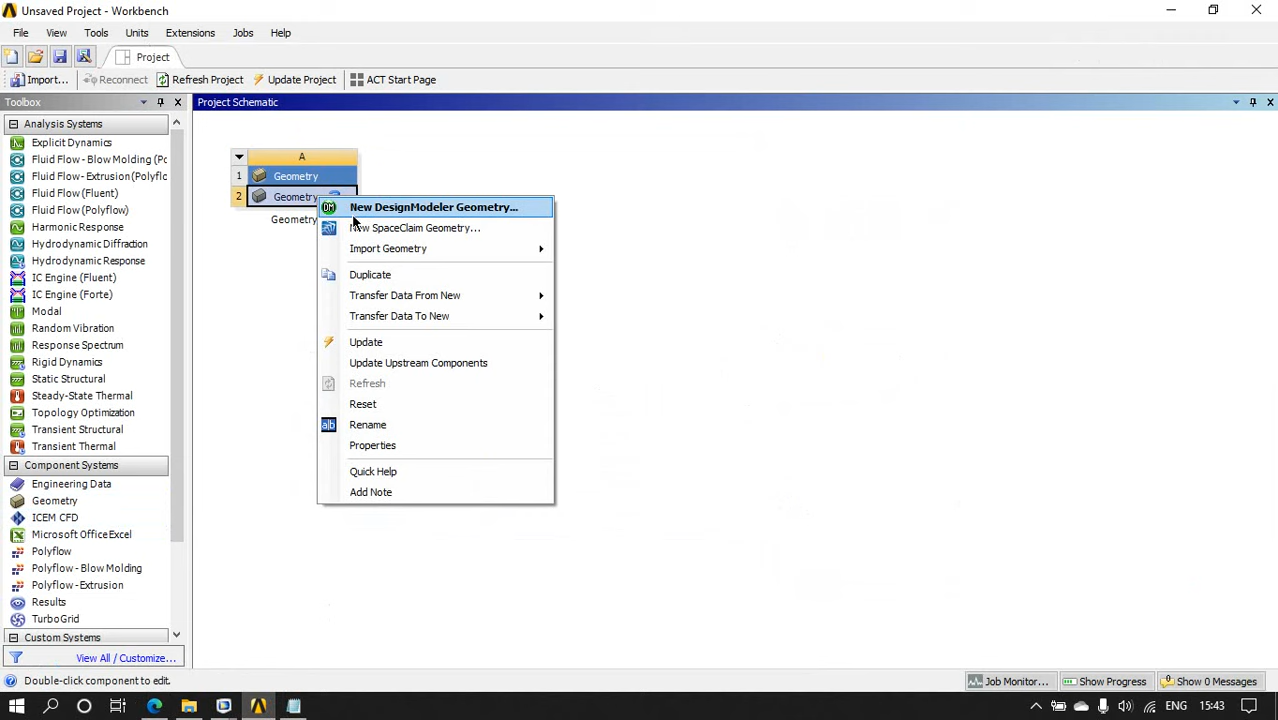 Unsaved Project - Workbench
File View Tools Units Extensions Jobs Help
Project
Import... Reconnect Refresh Project Update Project ACT Start Page
Toolbox
Project Schematic
Analysis Systems
Explicit Dynamics
Fluid Flow - Blow Molding (Po
Fluid Flow - Extrusion (Polyflo
Fluid Flow (Fluent)
Fluid Flow (Polyflow)
Harmonic Response
Hydrodynamic Diffraction
Hydrodynamic Response
IC Engine (Fluent)
IC Engine (Forte)
Modal
Random Vibration
Response Spectrum
Rigid Dynamics
Static Structural
Steady-State Thermal
Topology Optimization
Transient Structural
Transient Thermal
Component Systems
Engineering Data
Geometry
ICEM CFD
Microsoft Office Excel
Polyflow
Polyflow - Blow Molding
Polyflow - Extrusion
Results
TurboGrid
Custom Systems
View All / Customize...
A
1 Geometry
2 Geometry
Geometry
DM New DesignModeler Geometry...
New SpaceClaim Geometry...
Import Geometry
Duplicate
Transfer Data From New
Transfer Data To New
Update
Update Upstream Components
Refresh
Reset
a|b Rename
Properties
Quick Help
Add Note
Double-click component to edit.
Job Monitor... Show Progress Show 0 Messages
ENG 15:43